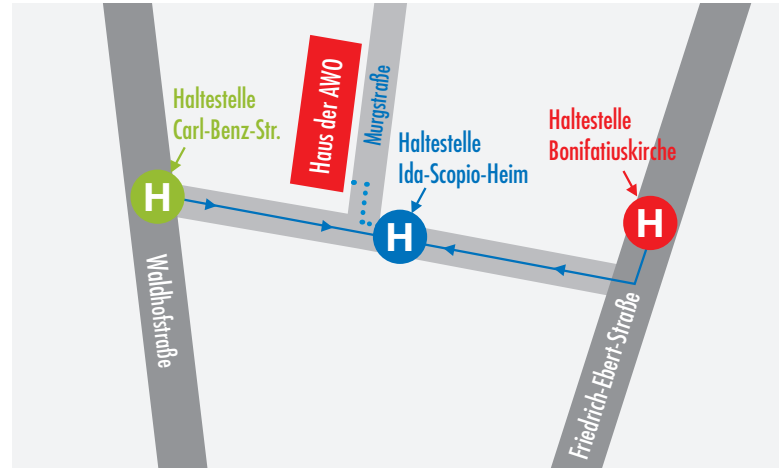 Haltestelle
Carl-Benz-Str.
H
Haus der AWO
Murgstraße
Haltestelle
Ida-Scopio-Heim
H
Haltestelle
Bonifatiuskirche
H
Waldhofstraße
Friedrich-Ebert-Straße